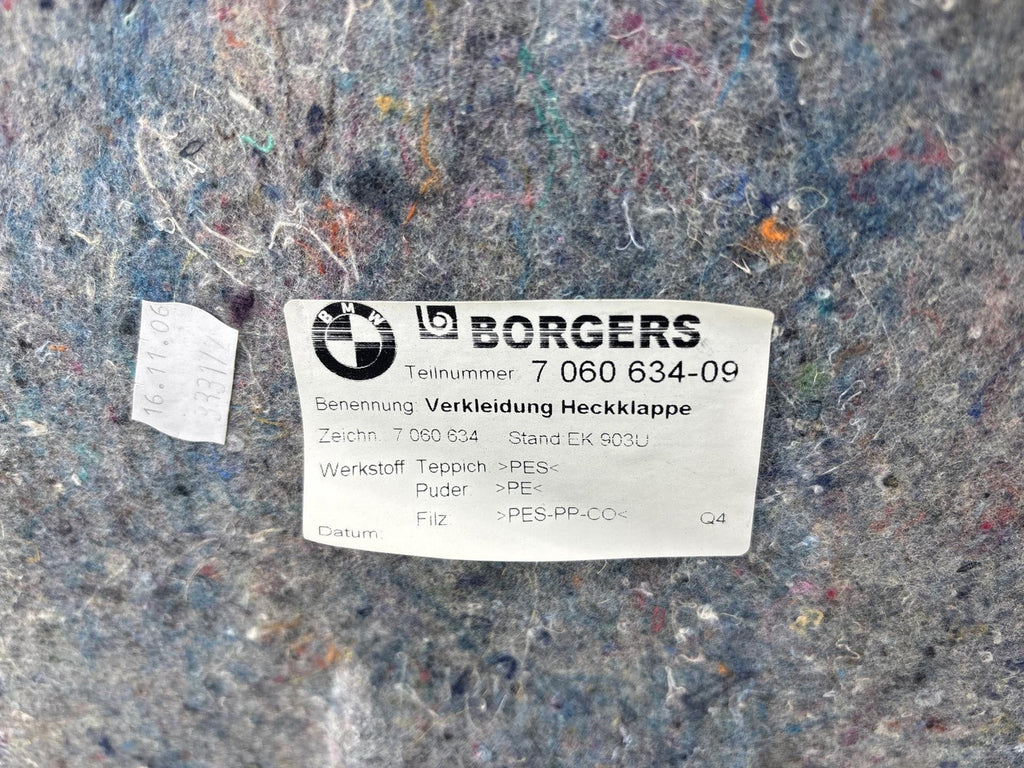 BMW
b BORGERS
Teilnummer 7 060 634-09
Benennung: Verkleidung Heckklappe
Zeichn. 7 060 634 Stand: EK 903U
Werkstoff Teppich >PES<
Puder >PE<
Filz >PES-PP-CO< Q4
Datum:
16.11.06